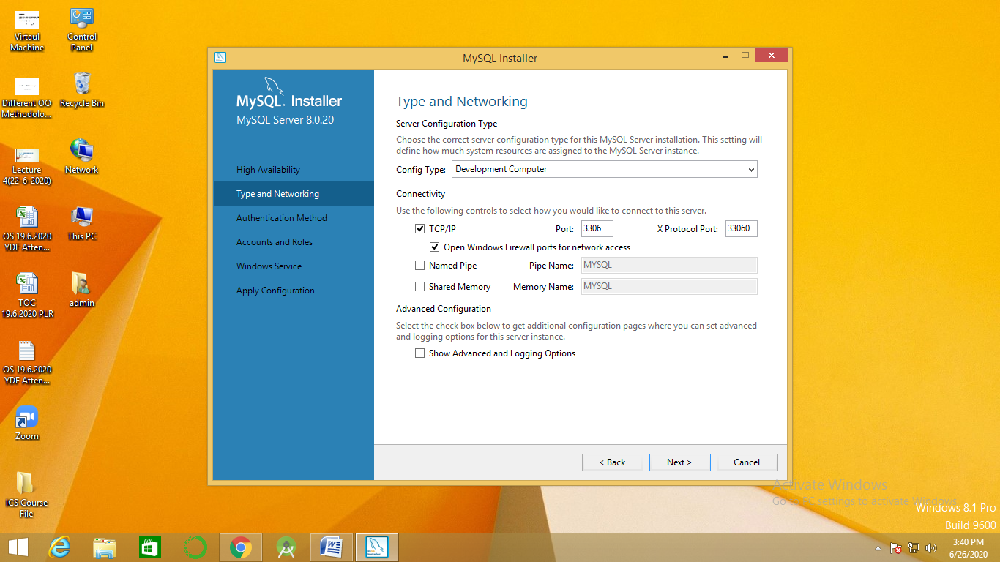 Virtaul
Machine
Control
Panel
Different OO
Methodolo...
Recycle Bin
Lecture
4(22-6-2020)
Network
OS 19.6.2020
YDF Atten...
This PC
TOC
19.6.2020 PLR
admin
OS 19.6.2020
YDF Atten...
Zoom
ICS Course
File
MySQL Installer
MySQL. Installer
MySQL Server 8.0.20
High Availability
Type and Networking
Authentication Method
Accounts and Roles
Windows Service
Apply Configuration
Type and Networking
Server Configuration Type
Choose the correct server configuration type for this MySQL Server installation. This setting will
define how much system resources are assigned to the MySQL Server instance.
Config Type: Development Computer
Connectivity
Use the following controls to select how you would like to connect to this server.
TCP/IP Port: 3306 X Protocol Port: 33060
Open Windows Firewall ports for network access
Named Pipe Pipe Name: MYSQL
Shared Memory Memory Name: MYSQL
Advanced Configuration
Select the check box below to get additional configuration pages where you can set advanced
and logging options for this server instance.
Show Advanced and Logging Options
< Back Next > Cancel
Activate Windows
Go to PC settings to activate Windows.
Windows 8.1 Pro
Build 9600
3:40 PM
6/26/2020